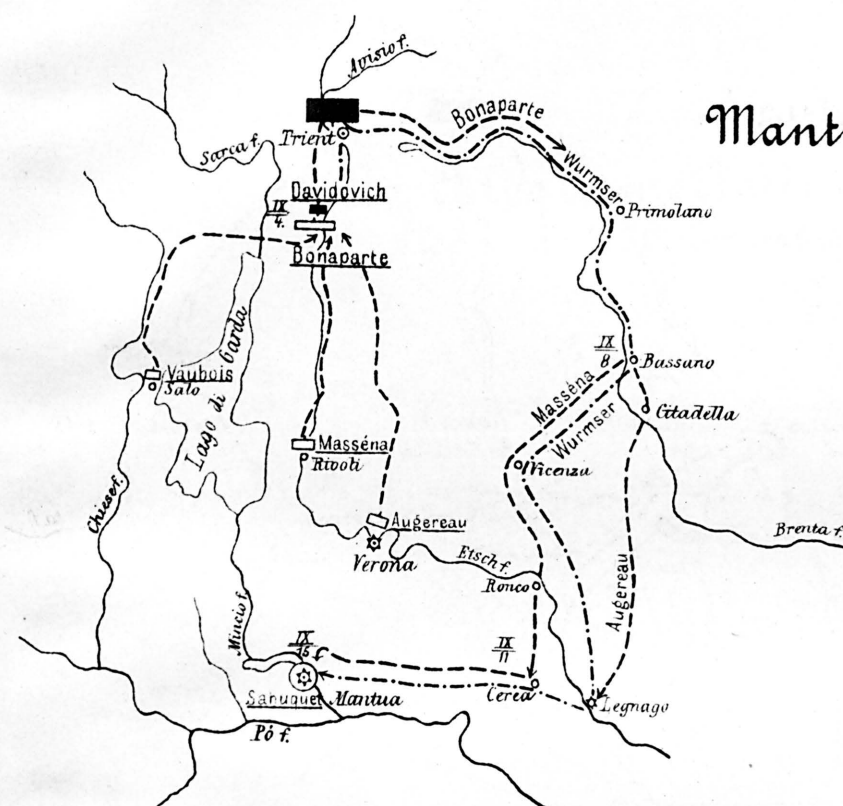 Avisio f.
Mant
Bonaparte
Trient
Sarca f.
Wurmser
Davidovich
IX
4.
Primolano
Bonaparte
Garda
IX
8
Bassano
Vaubois
Salo
Masséna
Wurmser
Citadella
Lago di
Masséna
Rivoli
Vicenza
Chiese f.
Augereau
Verona
Etsch f.
Brenta f.
Ronco
Augereau
Mincio f.
IX
15
IX
11
Sahuguet
Mantua
Cerea
Legnago
Pó f.